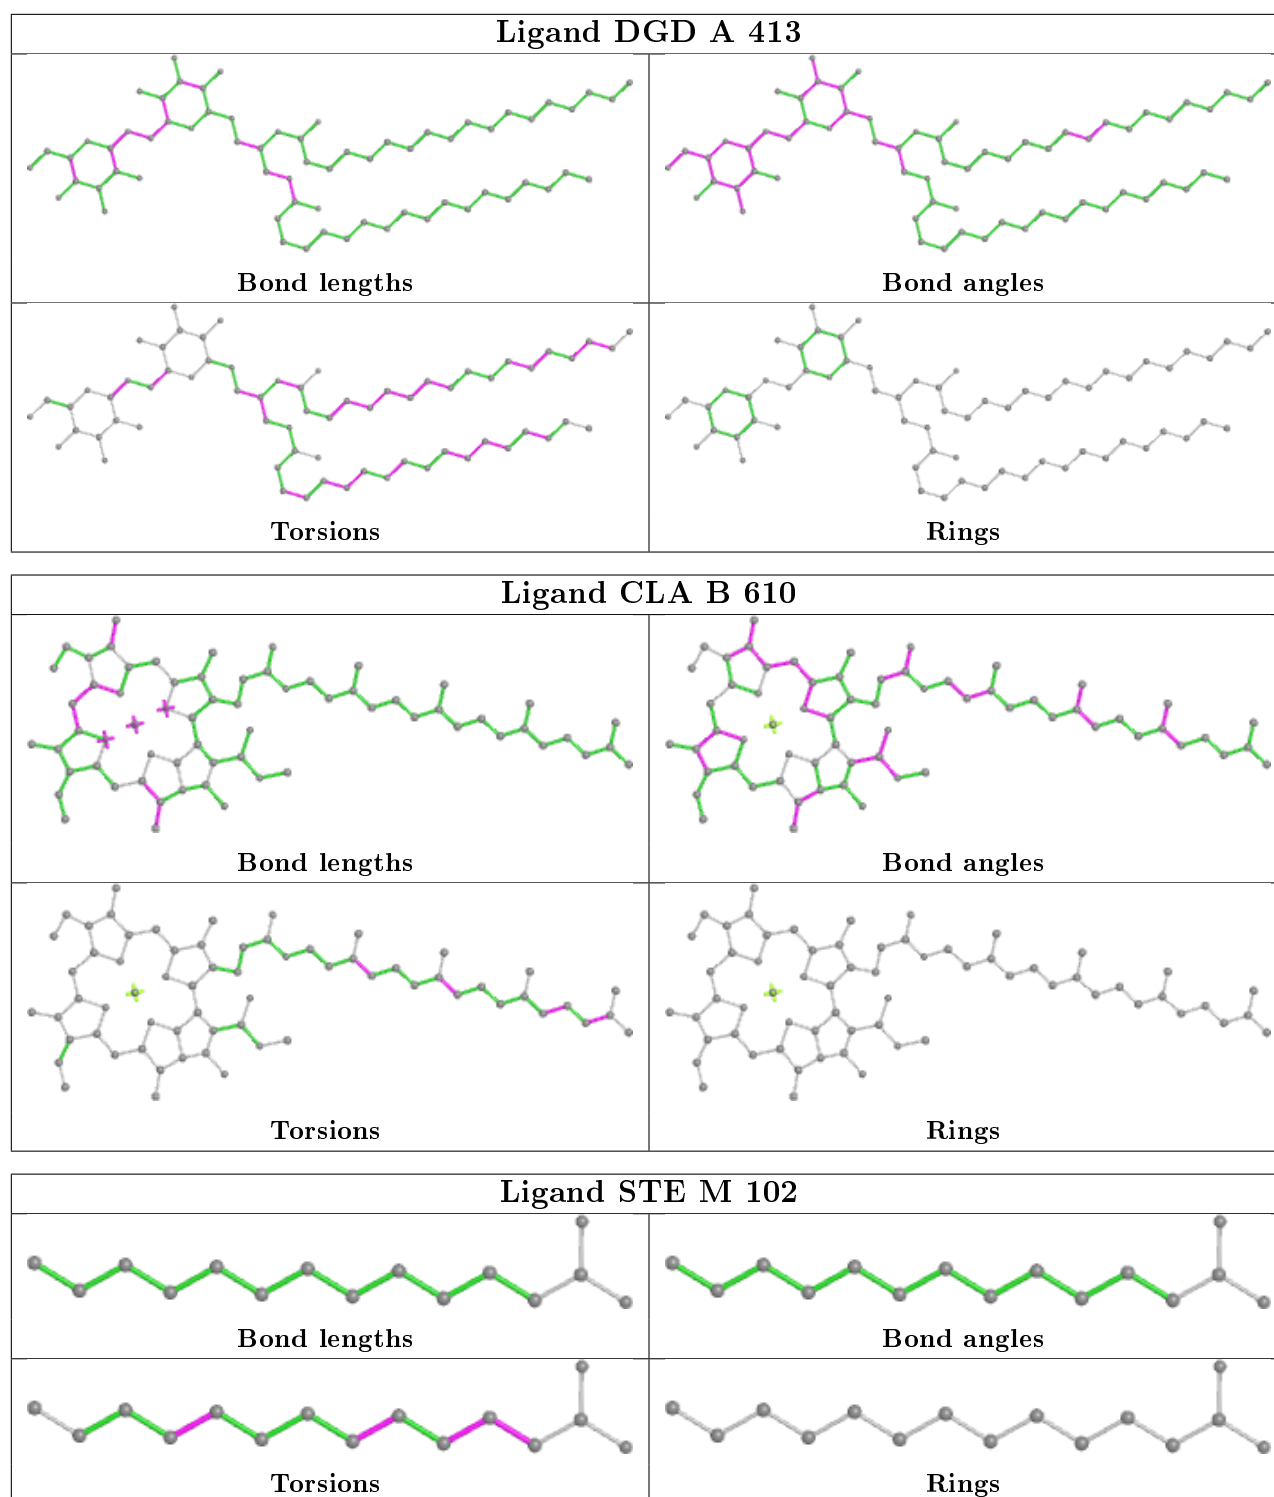 Ligand DGD A 413
Bond lengths
Bond angles
Torsions
Rings
Ligand CLA B 610
Bond lengths
Bond angles
Torsions
Rings
Ligand STE M 102
Bond lengths
Bond angles
Torsions
Rings